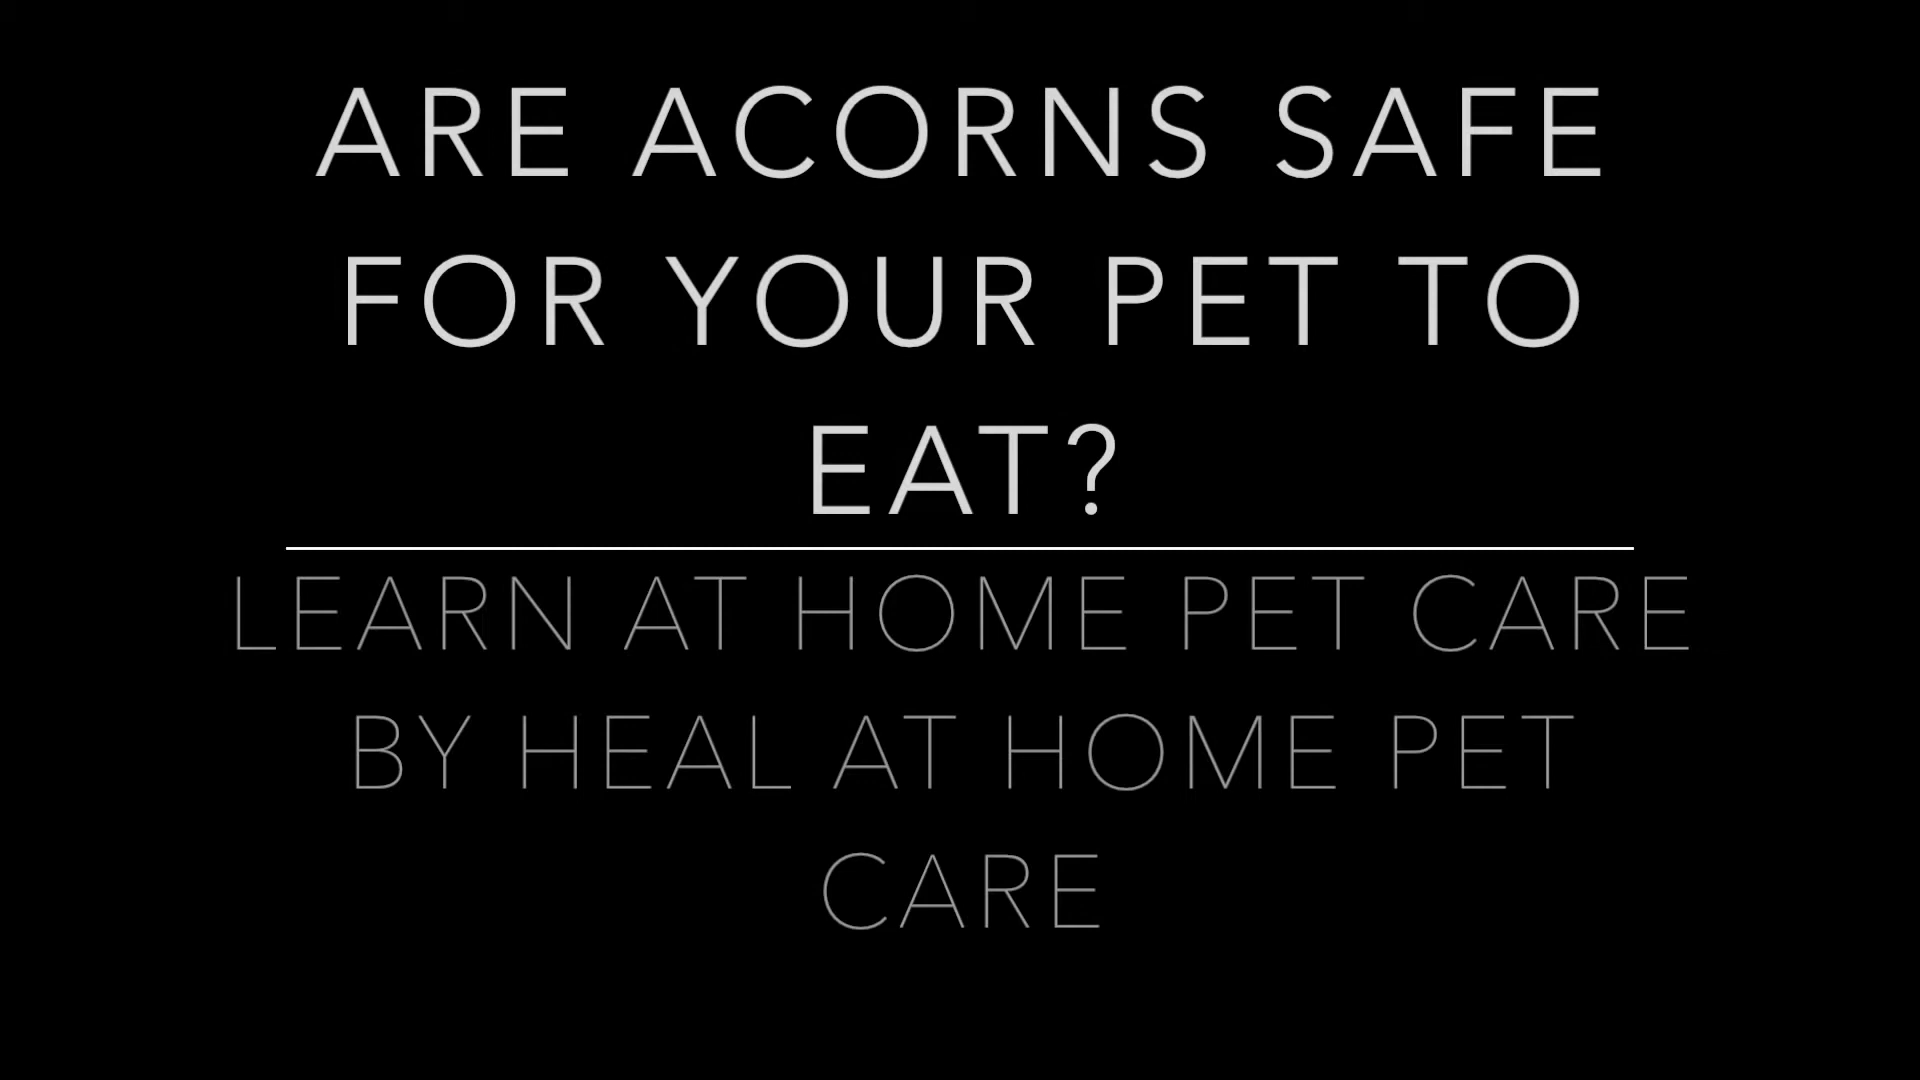 ARE ACORNS SAFE
FOR YOUR PET TO
EAT?
LEARN AT HOME PET CARE
BY HEAL AT HOME PET
CARE